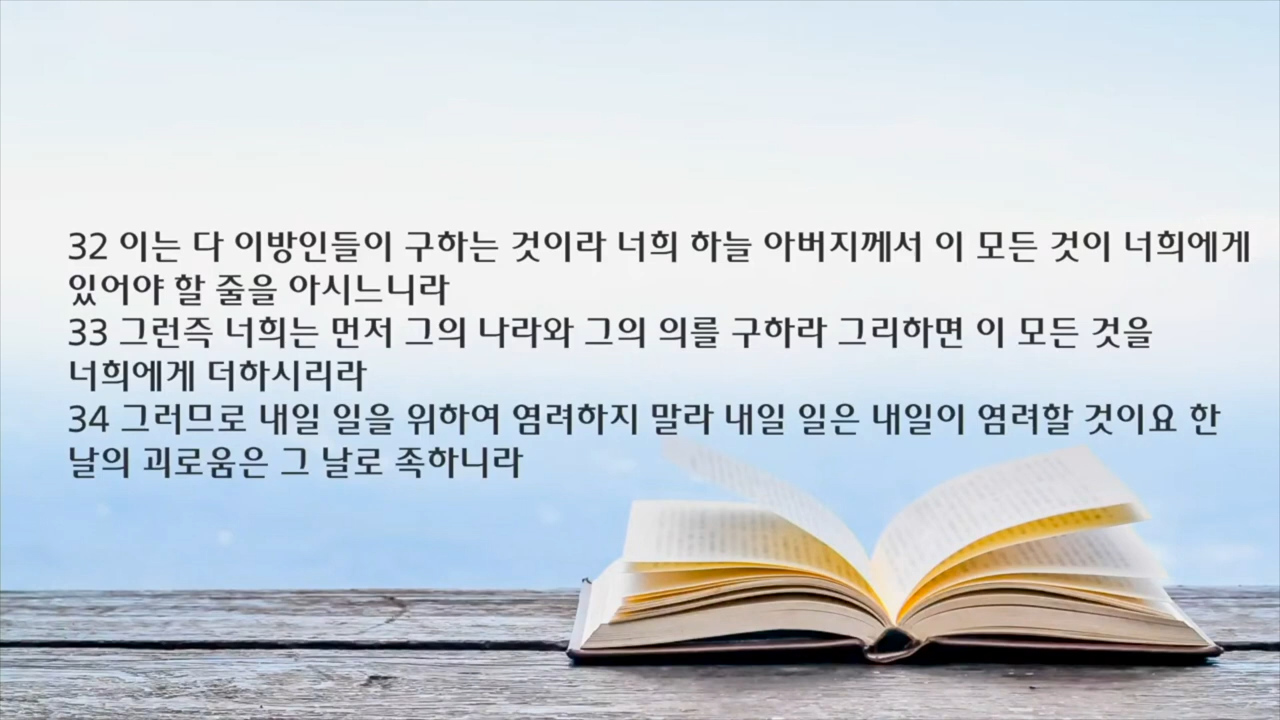 32 이는 다 이방인들이 구하는 것이라 너희 하늘 아버지께서 이 모든 것이 너희에게
있어야 할 줄을 아시느니라
33 그런즉 너희는 먼저 그의 나라와 그의 의를 구하라 그리하면 이 모든 것을
너희에게 더하시리라
34 그러므로 내일 일을 위하여 염려하지 말라 내일 일은 내일이 염려할 것이요 한
날의 괴로움은 그 날로 족하니라